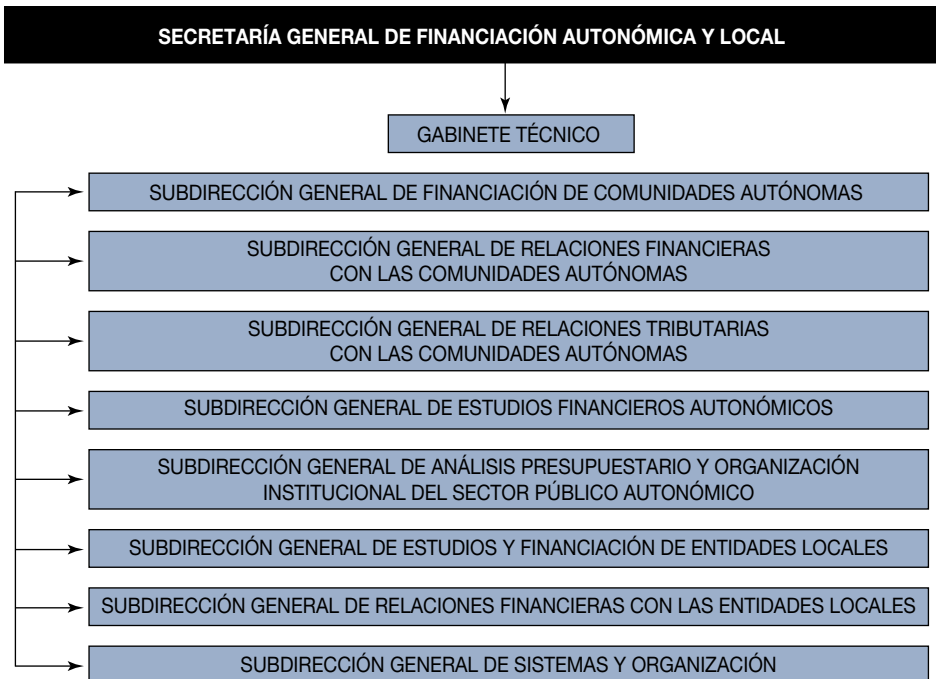 SECRETARÍA GENERAL DE FINANCIACIÓN AUTONÓMICA Y LOCAL
GABINETE TÉCNICO
SUBDIRECCIÓN GENERAL DE FINANCIACIÓN DE COMUNIDADES AUTÓNOMAS
SUBDIRECCIÓN GENERAL DE RELACIONES FINANCIERAS
CON LAS COMUNIDADES AUTÓNOMAS
SUBDIRECCIÓN GENERAL DE RELACIONES TRIBUTARIAS
CON LAS COMUNIDADES AUTÓNOMAS
SUBDIRECCIÓN GENERAL DE ESTUDIOS FINANCIEROS AUTONÓMICOS
SUBDIRECCIÓN GENERAL DE ANÁLISIS PRESUPUESTARIO Y ORGANIZACIÓN
INSTITUCIONAL DEL SECTOR PÚBLICO AUTONÓMICO
SUBDIRECCIÓN GENERAL DE ESTUDIOS Y FINANCIACIÓN DE ENTIDADES LOCALES
SUBDIRECCIÓN GENERAL DE RELACIONES FINANCIERAS CON LAS ENTIDADES LOCALES
SUBDIRECCIÓN GENERAL DE SISTEMAS Y ORGANIZACIÓN